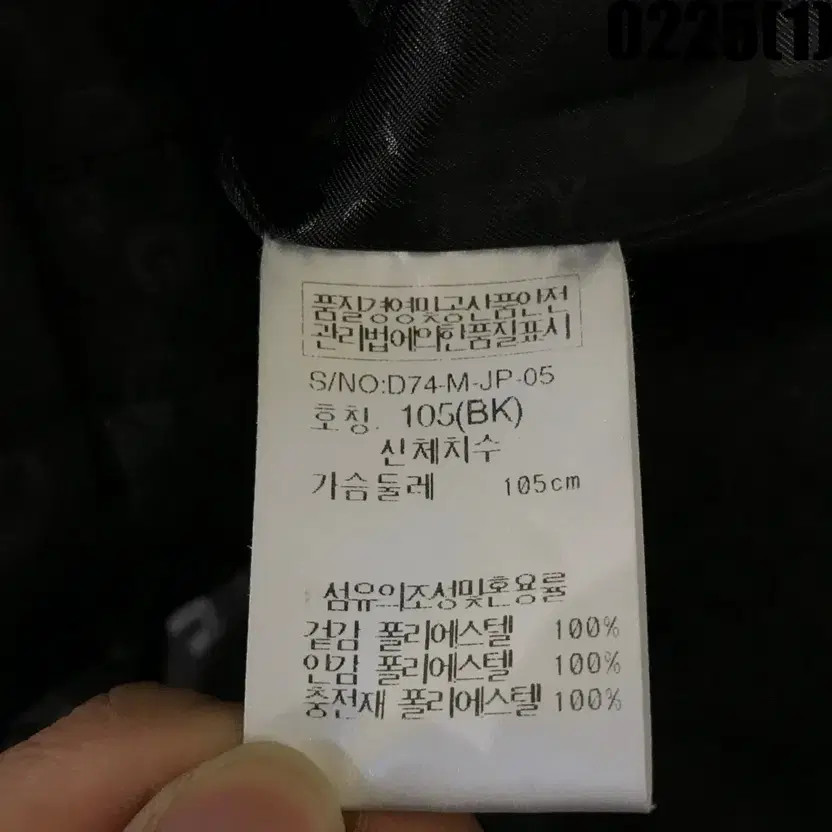 0225(1)
품질경영및공산품안전
관리법에의한품질표시
S/NO:D74-M-JP-05
호칭. 105(BK)
신체치수
가슴둘레 105cm
섬유의조성및혼용률
겉감 폴리에스텔 100%
안감 폴리에스텔 100%
충전재 폴리에스텔 100%